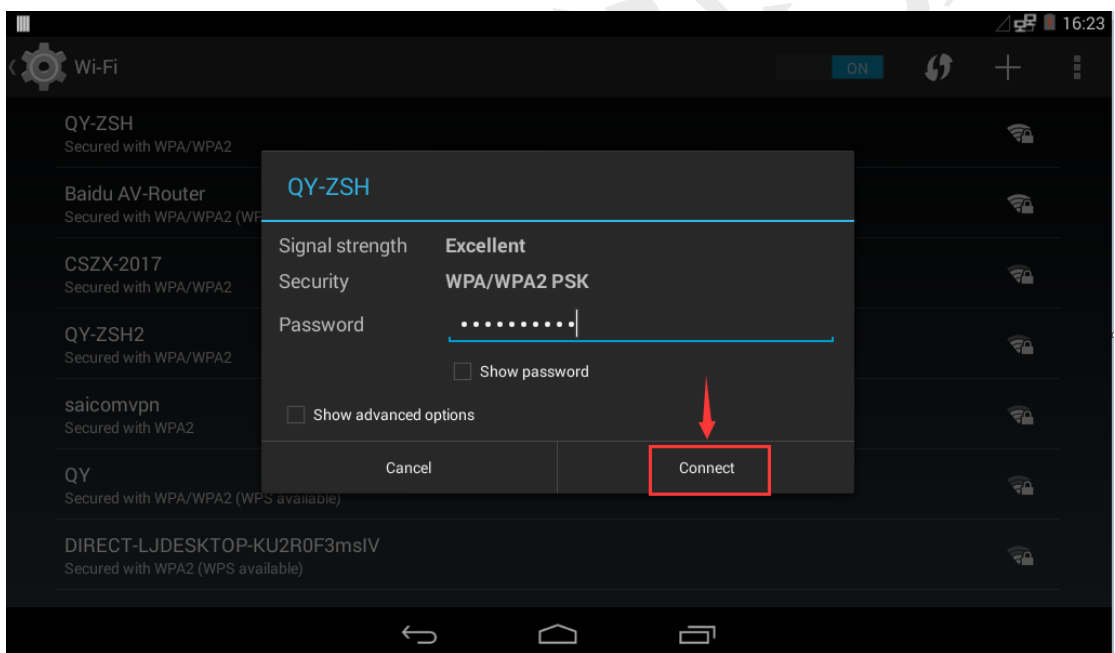 16:23
Wi-Fi
ON
QY-ZSH
Secured with WPA/WPA2
Baidu AV-Router
Secured with WPA/WPA2 (WP
CSZX-2017
Secured with WPA/WPA2
QY-ZSH2
Secured with WPA/WPA2
saicomvpn
Secured with WPA2
QY
Secured with WPA/WPA2 (WPS available)
DIRECT-LJDESKTOP-KU2R0F3msIV
Secured with WPA2 (WPS available)
QY-ZSH
Signal strength Excellent
Security WPA/WPA2 PSK
Password ••••••••••
Show password
Show advanced options
Cancel Connect